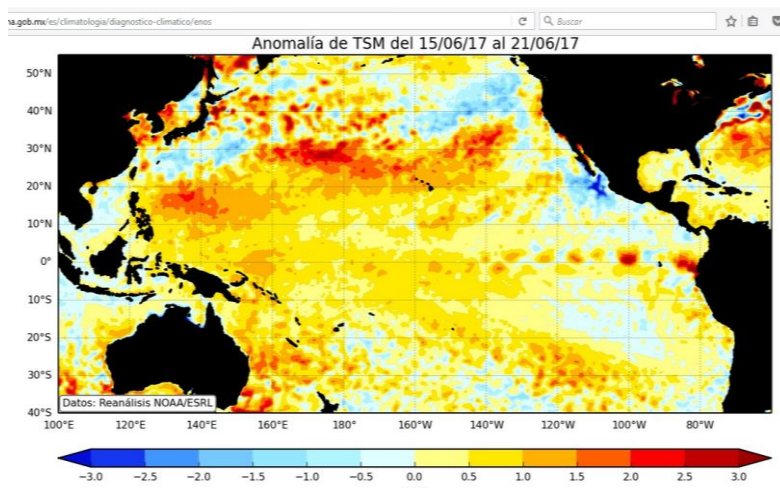 na.gob.mx/es/climatologia/diagnostico-climatico/enos
Buscar
Anomalía de TSM del 15/06/17 al 21/06/17
50°N
40°N
30°N
20°N
10°N
0°
10°S
20°S
30°S
40°S
Datos: Reanálisis NOAA/ESRL
100°E 120°E 140°E 160°E 180°E 160°W 140°W 120°W 100°W 80°W
−3.0 −2.5 −2.0 −1.5 −1.0 −0.5 0.0 0.5 1.0 1.5 2.0 2.5 3.0